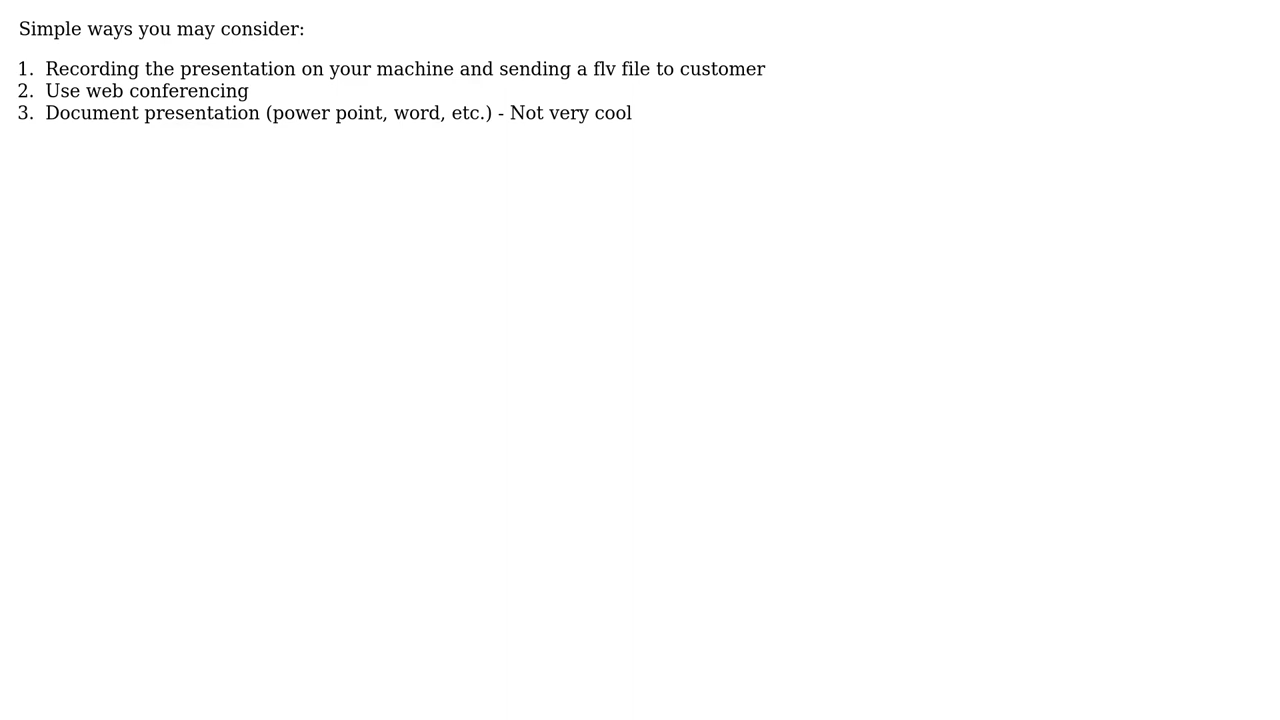 Simple ways you may consider:
1. Recording the presentation on your machine and sending a flv file to customer
2. Use web conferencing
3. Document presentation (power point, word, etc.) - Not very cool